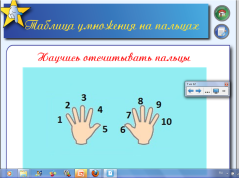 Таблица умножения на пальцах
Научись отсчитывать пальцы
1 2 3 4 5 6 7 8 9 10